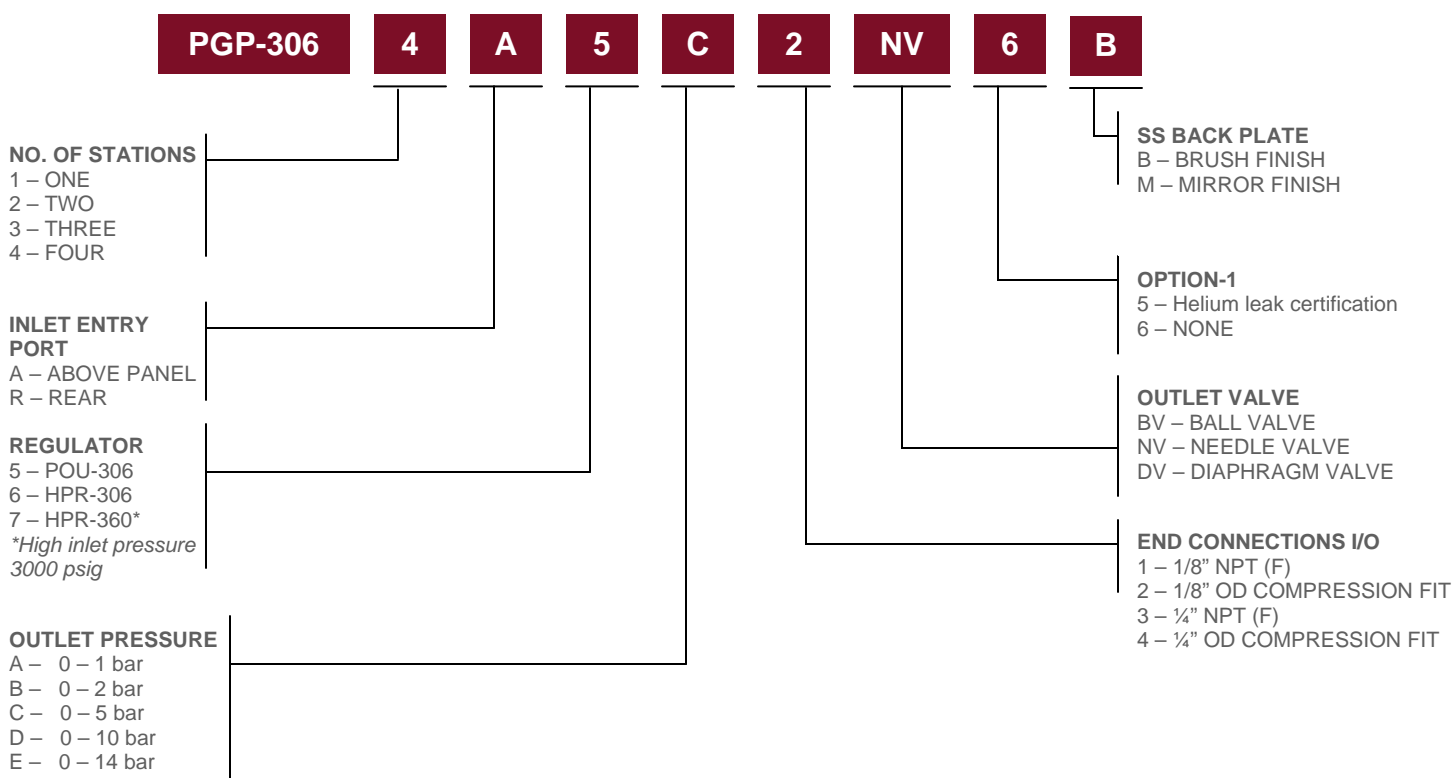 PGP-306 4 A 5 C 2 NV 6 B
NO. OF STATIONS
1 – ONE
2 – TWO
3 – THREE
4 – FOUR
INLET ENTRY
PORT
A – ABOVE PANEL
R – REAR
REGULATOR
5 – POU-306
6 – HPR-306
7 – HPR-360*
*High inlet pressure
3000 psig
OUTLET PRESSURE
A – 0 – 1 bar
B – 0 – 2 bar
C – 0 – 5 bar
D – 0 – 10 bar
E – 0 – 14 bar
SS BACK PLATE
B – BRUSH FINISH
M – MIRROR FINISH
OPTION-1
5 – Helium leak certification
6 – NONE
OUTLET VALVE
BV – BALL VALVE
NV – NEEDLE VALVE
DV – DIAPHRAGM VALVE
END CONNECTIONS I/O
1 – 1/8” NPT (F)
2 – 1/8” OD COMPRESSION FIT
3 – ¼” NPT (F)
4 – ¼” OD COMPRESSION FIT